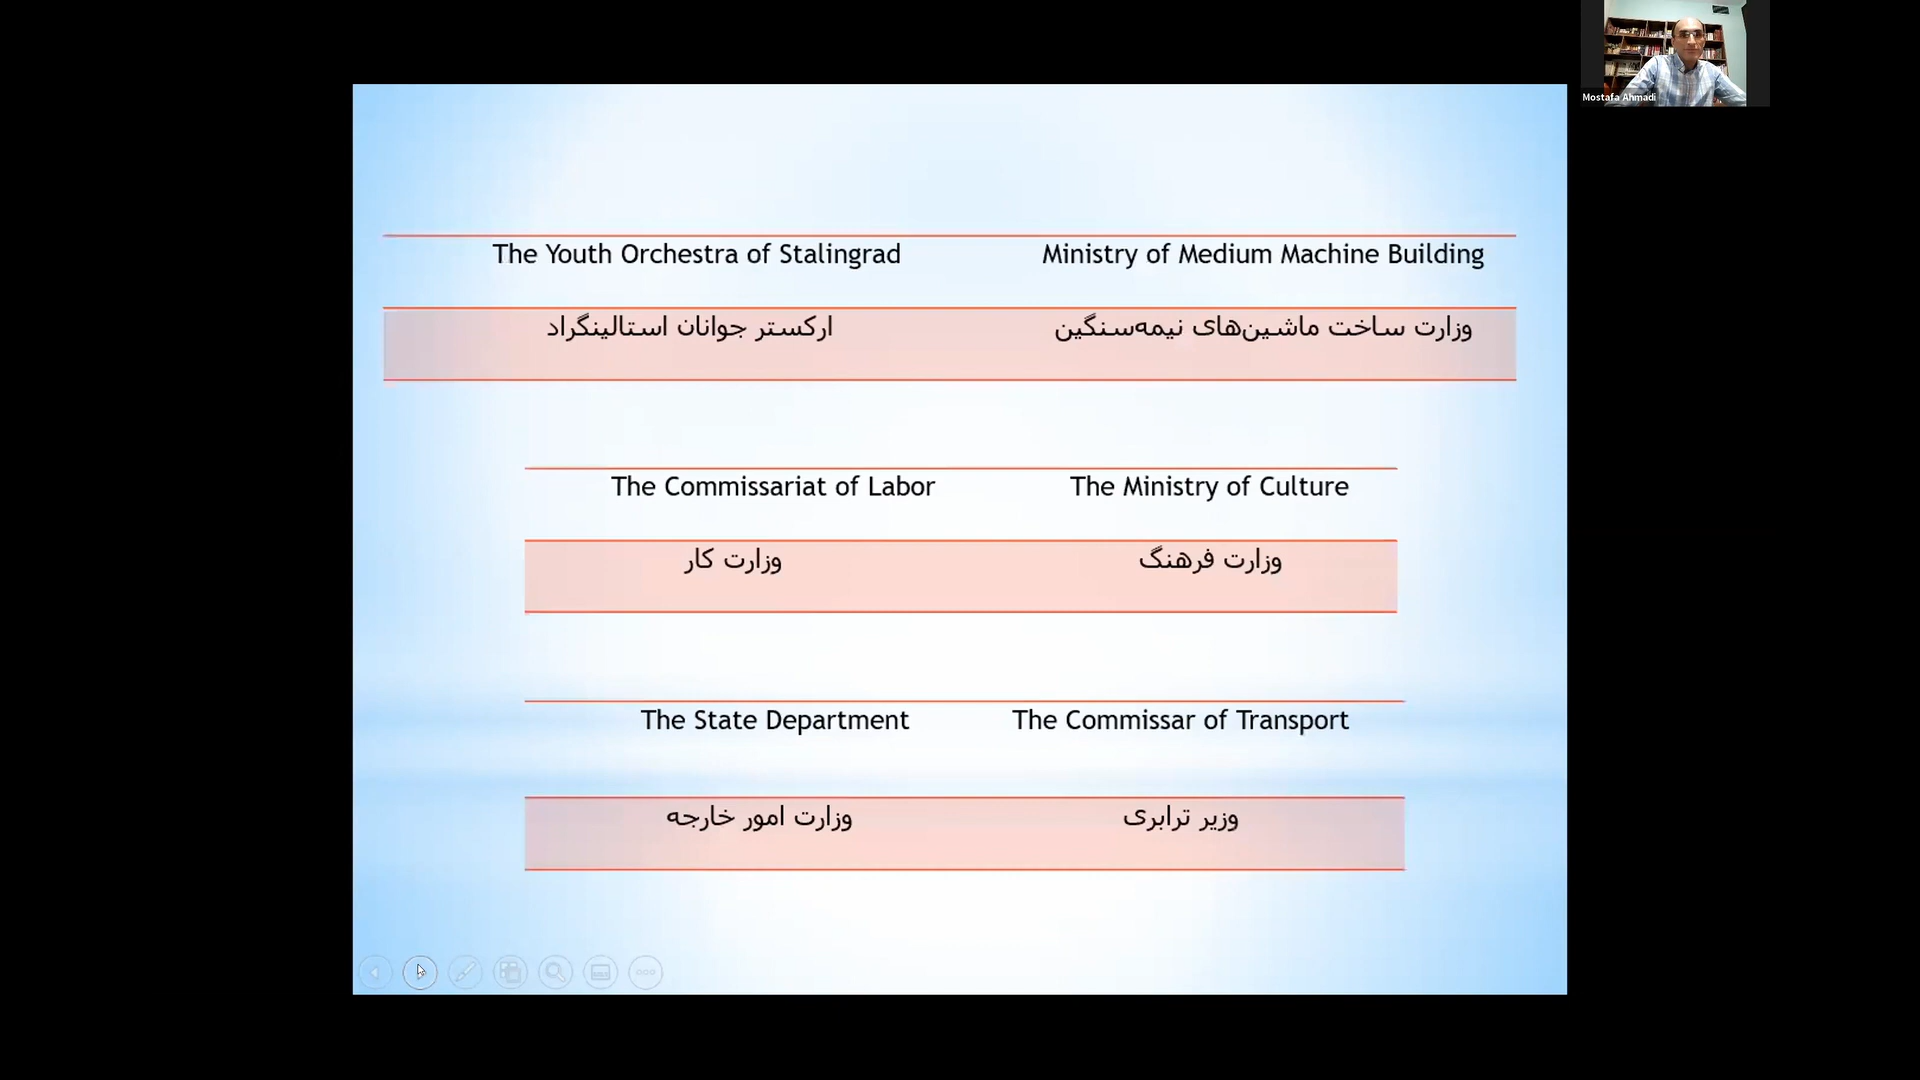 Mostafa Ahmadi
The Youth Orchestra of Stalingrad Ministry of Medium Machine Building
ارکستر جوانان استالینگراد وزارت ساخت ماشین‌های نیمه‌سنگین
The Commissariat of Labor The Ministry of Culture
وزارت کار وزارت فرهنگ
The State Department The Commissar of Transport
وزارت امور خارجه وزیر ترابری